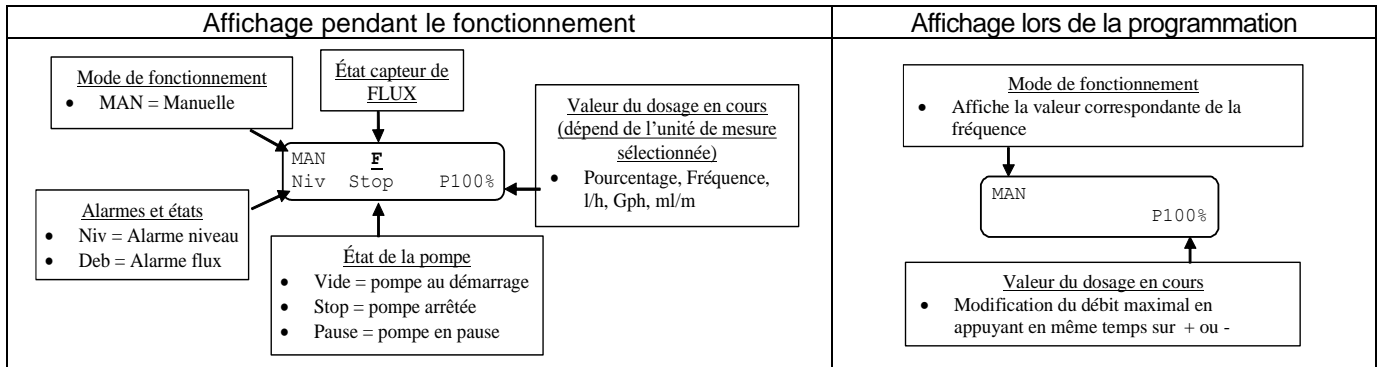 Affichage pendant le fonctionnement
Mode de fonctionnement
• MAN = Manuelle
État capteur de
FLUX
Valeur du dosage en cours
(dépend de l’unité de mesure
sélectionnée)
• Pourcentage, Fréquence,
l/h, Gph, ml/m
MAN F
Niv Stop P100%
Alarmes et états
• Niv = Alarme niveau
• Deb = Alarme flux
État de la pompe
• Vide = pompe au démarrage
• Stop = pompe arrêtée
• Pause = pompe en pause
Affichage lors de la programmation
Mode de fonctionnement
• Affiche la valeur correspondante de la
fréquence
MAN
P100%
Valeur du dosage en cours
• Modification du débit maximal en
appuyant en même temps sur + ou -